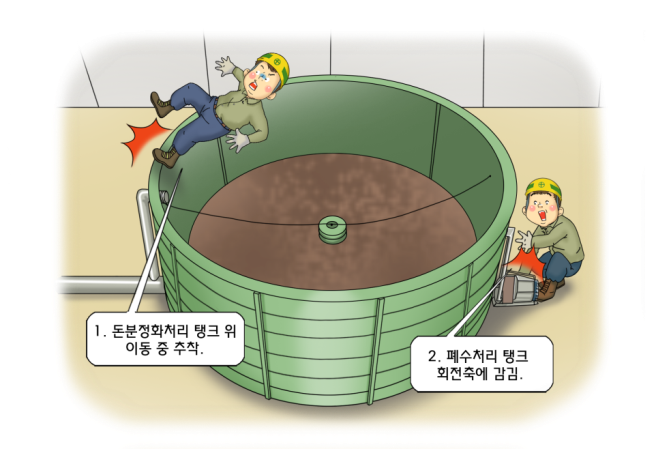 1. 돈분정화처리 탱크 위
이동 중 추착.
2. 폐수처리 탱크
회전축에 감김.